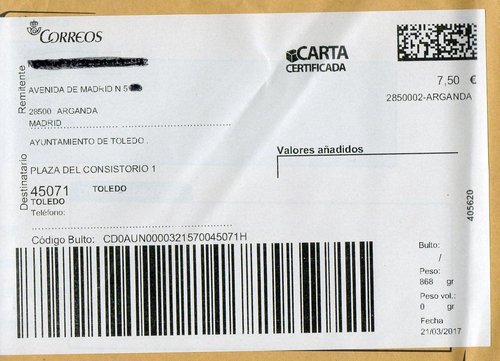 CORREOS
CARTA
CERTIFICADA
7,50 €
2850002-ARGANDA
Remitente
AVENIDA DE MADRID N 5
28500 ARGANDA
MADRID
AYUNTAMIENTO DE TOLEDO .
Valores añadidos
Destinatario
PLAZA DEL CONSISTORIO 1
45071 TOLEDO
TOLEDO
Teléfono:
405620
Código Bulto: CD0AUN0000321570045071H
Bulto:
/
Peso:
868 gr
Peso vol.:
0 gr
Fecha
21/03/2017